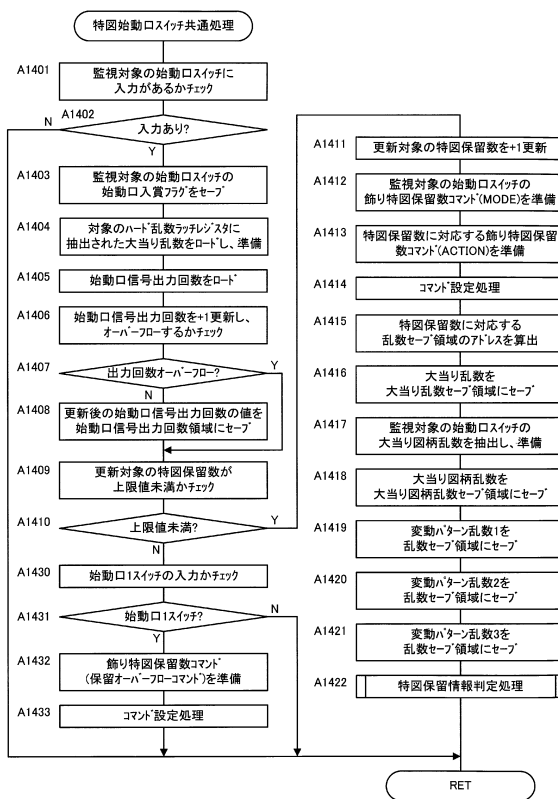 特図始動口スイッチ共通処理
A1401
監視対象の始動口スイッチに
入力があるかチェック
A1402
入力あり?
N
Y
A1403
監視対象の始動口スイッチの
始動口入賞フラグをセーブ
A1404
対象のハード乱数ラッチレジスタに
抽出された大当り乱数をロードし、準備
A1405
始動口信号出力回数をロード
A1406
始動口信号出力回数を+1更新し、
オーバーフローするかチェック
A1407
出力回数オーバーフロー?
Y
N
A1408
更新後の始動口信号出力回数の値を
始動口信号出力回数領域にセーブ
A1409
更新対象の特図保留数が
上限値未満かチェック
A1410
上限値未満?
Y
N
A1430
始動口1スイッチの入力かチェック
A1431
始動口1スイッチ?
N
Y
A1432
飾り特図保留数コマンド
(保留オーバーフローコマンド)を準備
A1433
コマンド設定処理
A1411
更新対象の特図保留数を+1更新
A1412
監視対象の始動口スイッチの
飾り特図保留数コマンド(MODE)を準備
A1413
特図保留数に対応する飾り特図保留
数コマンド(ACTION)を準備
A1414
コマンド設定処理
A1415
特図保留数に対応する
乱数セーブ領域のアドレスを算出
A1416
大当り乱数を
大当り乱数セーブ領域にセーブ
A1417
監視対象の始動口スイッチの
大当り図柄乱数を抽出し、準備
A1418
大当り図柄乱数を
大当り図柄乱数セーブ領域にセーブ
A1419
変動パターン乱数1を
乱数セーブ領域にセーブ
A1420
変動パターン乱数2を
乱数セーブ領域にセーブ
A1421
変動パターン乱数3を
乱数セーブ領域にセーブ
A1422
特図保留情報判定処理
RET